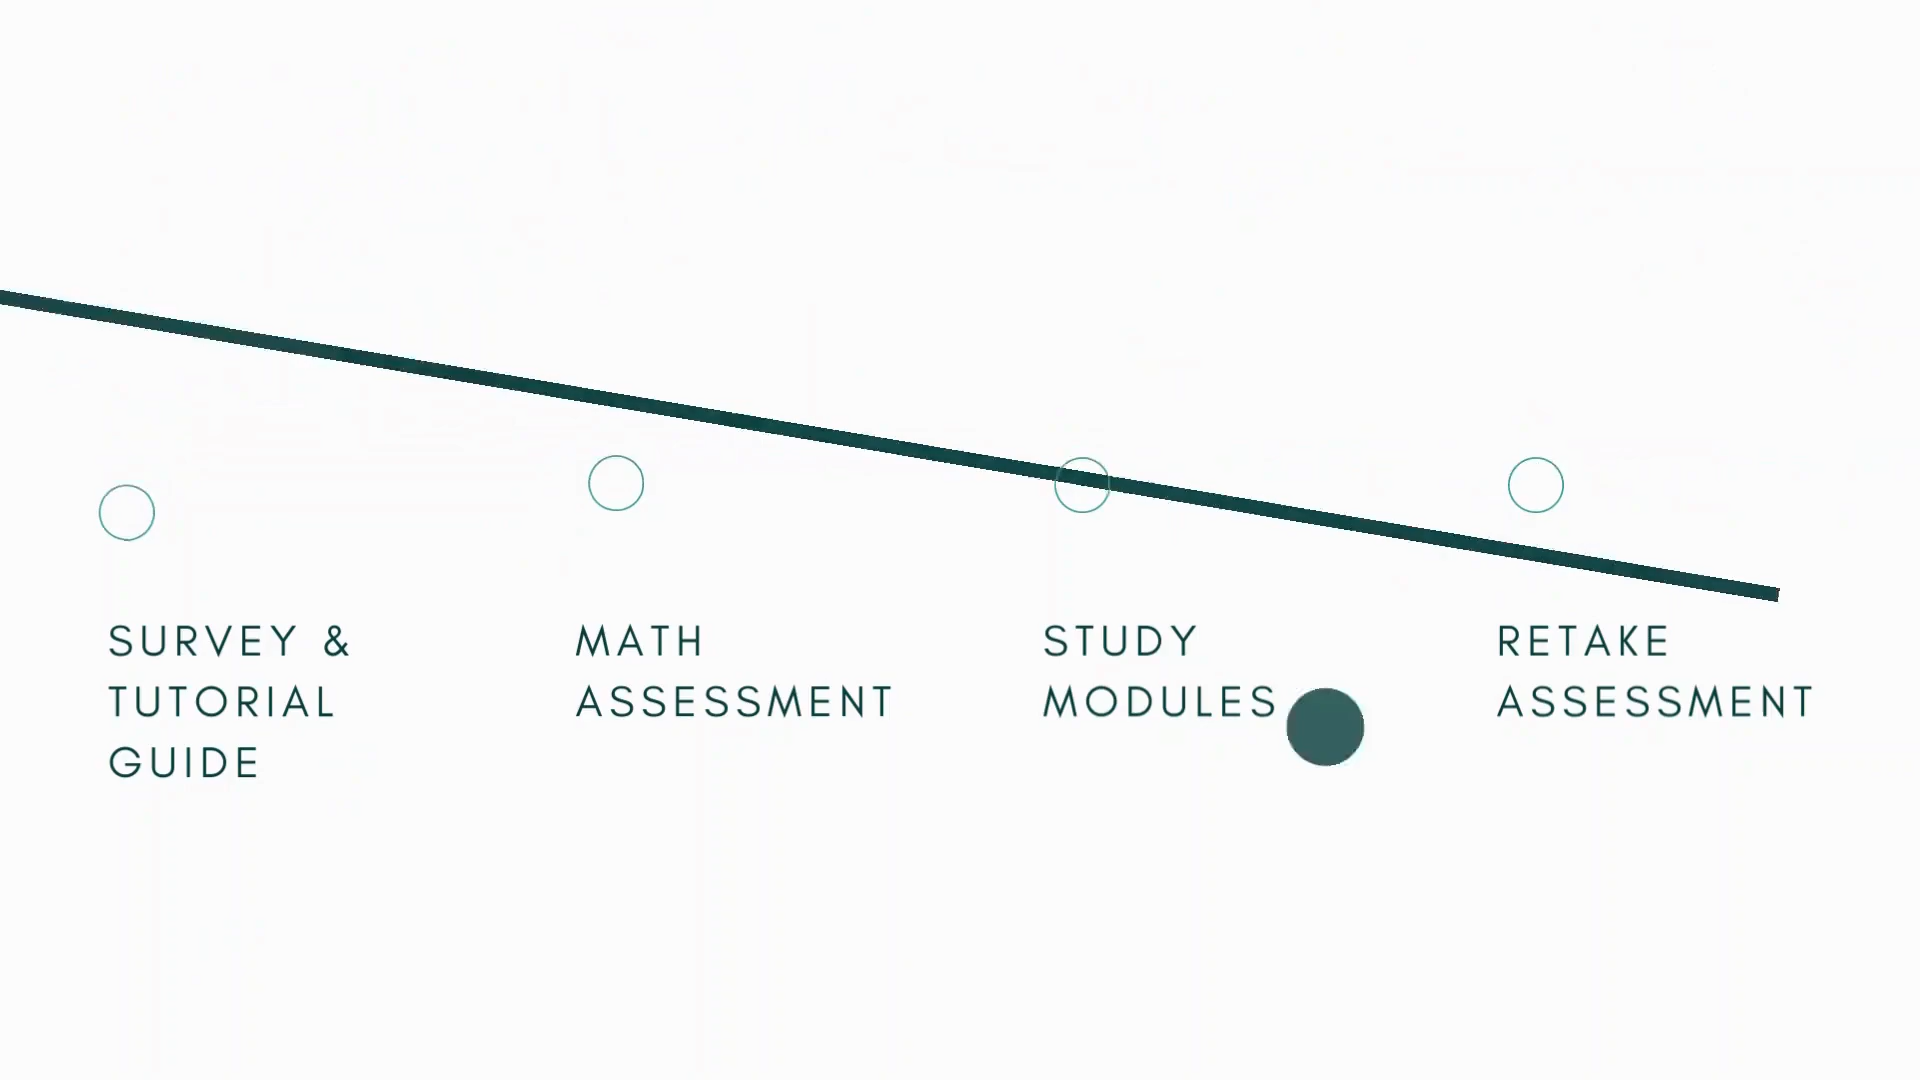 SURVEY &
TUTORIAL
GUIDE
MATH
ASSESSMENT
STUDY
MODULES
RETAKE
ASSESSMENT